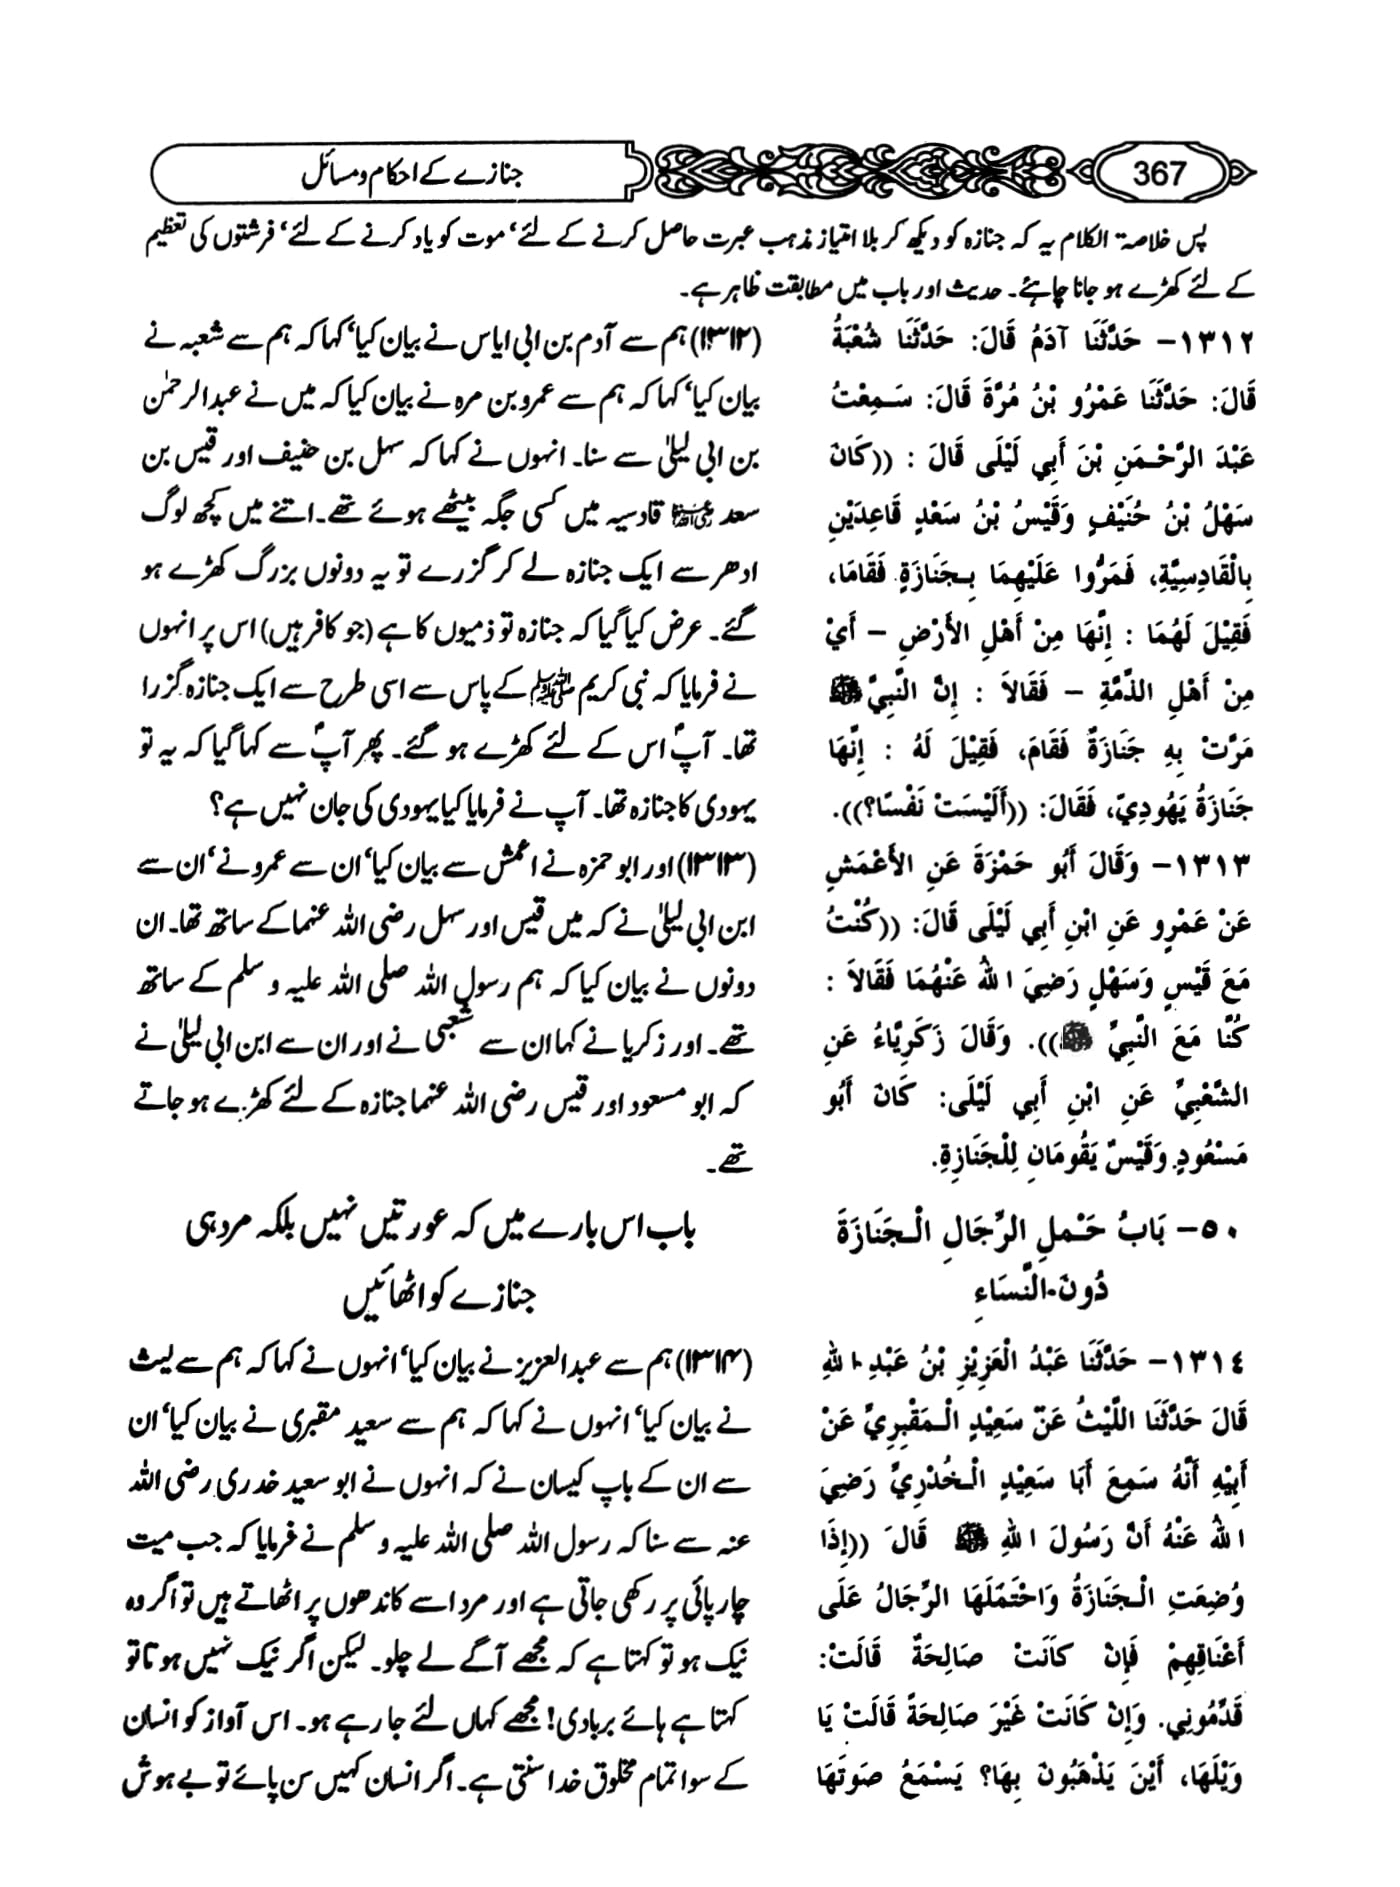 367
جنازے کے احکام و مسائل
پس خلاصۃ الکلام یہ کہ جنازہ کو دیکھ کر بلا امتیاز مذہب عبرت حاصل کرنے کے لئے‘ موت کو یاد کرنے کے لئے‘ فرشتوں کی تعظیم
کے لئے کھڑے ہو جانا چاہئے۔ حدیث اور باب میں مطابقت ظاہر ہے۔
١٣١٢– حَدَّثَنَا آدَمُ قَالَ: حَدَّثَنَا شُعْبَةُ
قَالَ: حَدَّثَنَا عَمْرُو بْنُ مُرَّةَ قَالَ: سَمِعْتُ
عَبْدَ الرَّحْمَنِ بْنَ أَبِي لَيْلَى قَالَ : ((كَانَ
سَهْلُ بْنُ حُنَيْفٍ وَقَيْسُ بْنُ سَعْدٍ قَاعِدَيْنِ
بِالْقَادِسِيَّةِ، فَمَرُّوا عَلَيْهِمَا بِجَنَازَةٍ فَقَامَا،
فَقِيْلَ لَهُمَا : إِنَّهَا مِنْ أَهْلِ الأَرْضِ – أَيْ
مِنْ أَهْلِ الذِّمَّةِ – فَقَالاَ : إِنَّ النَّبِيَّ ﷺ
مَرَّتْ بِهِ جَنَازَةٌ فَقَامَ، فَقِيْلَ لَهُ : إِنَّهَا
جَنَازَةُ يَهُودِيٍّ، فَقَالَ: ((أَلَيْسَتْ نَفْسًا؟)).
١٣١٣– وَقَالَ أَبُو حَمْزَةَ عَنِ الأَعْمَشِ
عَنْ عَمْرٍو عَنِ ابْنِ أَبِي لَيْلَى قَالَ: ((كُنْتُ
مَعَ قَيْسٍ وَسَهْلٍ رَضِيَ اللهُ عَنْهُمَا فَقَالاَ :
كُنَّا مَعَ النَّبِيِّ ﷺ)). وَقَالَ زَكَرِيَّاءُ عَنِ
الشَّعْبِيِّ عَنِ ابْنِ أَبِي لَيْلَى: كَانَ أَبُو
مَسْعُودٍ وَقَيْسٌ يَقُومَانِ لِلْجَنَازَةِ.
٥٠– بَابُ حَمْلِ الرِّجَالِ الْجَنَازَةَ
دُونَ النِّسَاءِ
١٣١٤– حَدَّثَنَا عَبْدُ الْعَزِيْزِ بْنُ عَبْدِ اللهِ
قَالَ حَدَّثَنَا اللَّيْثُ عَنْ سَعِيْدٍ الْمَقْبِرِيِّ عَنْ
أَبِيْهِ أَنَّهُ سَمِعَ أَبَا سَعِيْدٍ الْخُدْرِيَّ رَضِيَ
اللهُ عَنْهُ أَنَّ رَسُولَ اللهِ ﷺ قَالَ ((إِذَا
وُضِعَتِ الْجَنَازَةُ وَاحْتَمَلَهَا الرِّجَالُ عَلَى
أَعْنَاقِهِمْ فَإِنْ كَانَتْ صَالِحَةً قَالَتْ:
قَدِّمُونِي. وَإِنْ كَانَتْ غَيْرَ صَالِحَةً قَالَتْ يَا
وَيْلَهَا، أَيْنَ يَذْهَبُونَ بِهَا؟ يَسْمَعُ صَوتَهَا
(۱۳۱۲) ہم سے آدم بن ابی ایاس نے بیان کیا‘ کہا کہ ہم سے شعبہ نے
بیان کیا‘ کہا کہ ہم سے عمرو بن مرہ نے بیان کیا کہ میں نے عبدالرحمٰن
بن ابی لیلیٰ سے سنا۔ انہوں نے کہا کہ سہل بن حنیف اور قیس بن
سعد رضی اللہ عنہما قادسیہ میں کسی جگہ بیٹھے ہوئے تھے۔ اتنے میں کچھ لوگ
ادھر سے ایک جنازہ لے کر گزرے تو یہ دونوں بزرگ کھڑے ہو
گئے۔ عرض کیا گیا کہ جنازہ تو ذمیوں کا ہے (جو کافر ہیں) اس پر انہوں
نے فرمایا کہ نبی کریم ﷺ کے پاس سے اسی طرح سے ایک جنازہ گزرا
تھا۔ آپؐ اس کے لئے کھڑے ہو گئے۔ پھر آپؐ سے کہا گیا کہ یہ تو
یہودی کا جنازہ تھا۔ آپ نے فرمایا کیا یہودی کی جان نہیں ہے؟
(۱۳۱۳) اور ابو حمزہ نے اعمش سے بیان کیا‘ ان سے عمرو نے‘ ان سے
ابن ابی لیلیٰ نے کہ میں قیس اور سہل رضی اللہ عنہما کے ساتھ تھا۔ ان
دونوں نے بیان کیا کہ ہم رسول اللہ صلی اللہ علیہ و سلم کے ساتھ
تھے۔ اور زکریا نے کہا ان سے شعبی نے اور ان سے ابن ابی لیلیٰ نے
کہ ابو مسعود اور قیس رضی اللہ عنہما جنازہ کے لئے کھڑے ہو جاتے
تھے۔
باب اس بارے میں کہ عورتیں نہیں بلکہ مرد ہی
جنازے کو اٹھائیں
(۱۳۱۴) ہم سے عبدالعزیز نے بیان کیا‘ انہوں نے کہا کہ ہم سے لیث
نے بیان کیا‘ انہوں نے کہا کہ ہم سے سعید مقبری نے بیان کیا‘ ان
سے ان کے باپ کیسان نے کہ انہوں نے ابو سعید خدری رضی اللہ
عنہ سے سنا کہ رسول اللہ صلی اللہ علیہ و سلم نے فرمایا کہ جب میت
چارپائی پر رکھی جاتی ہے اور مرد اسے کاندھوں پر اٹھاتے ہیں تو اگر وہ
نیک ہو تو کہتا ہے کہ مجھے آگے لے چلو۔ لیکن اگر نیک نہیں ہوتا تو
کہتا ہے ہائے بربادی! مجھے کہاں لئے جا رہے ہو۔ اس آواز کو انسان
کے سوا تمام مخلوق خدا سنتی ہے۔ اگر انسان کہیں سن پائے تو بے ہوش